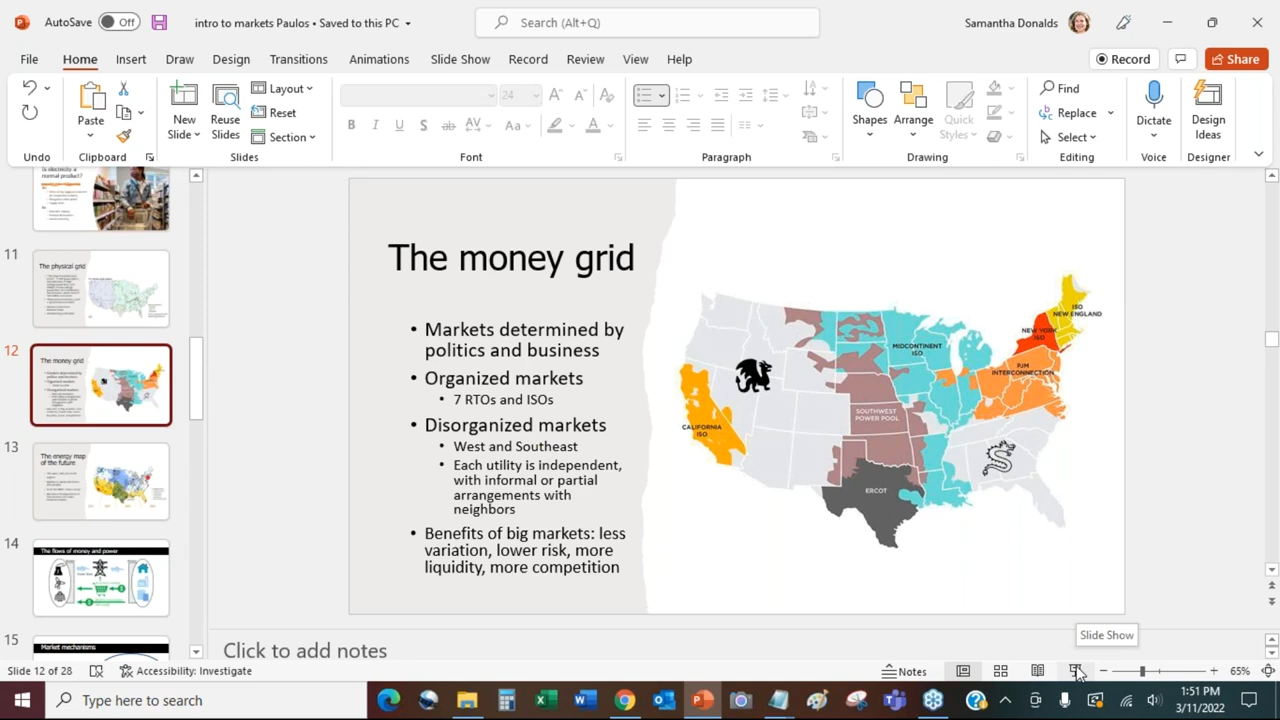 AutoSave Off
intro to markets Paulos • Saved to this PC
Search (Alt+Q)
Samantha Donalds
File Home Insert Draw Design Transitions Animations Slide Show Record Review View Help
Record
Share
Paste
New Slide
Reuse Slides
Layout
Reset
Section
Shapes
Arrange
Quick Styles
Find
Replace
Select
Dictate
Design Ideas
Undo Clipboard Slides Font Paragraph Drawing Editing Voice Designer
Is electricity a
normal product?
11
The physical grid
12
The money grid
13
The energy map
of the future
14
The flows of money and power
15
Market mechanisms
The money grid
• Markets determined by
politics and business
• Organized markets
• 7 RTOs and ISOs
• Disorganized markets
• West and Southeast
• Each utility is independent,
with informal or partial
arrangements with
neighbors
• Benefits of big markets: less
variation, lower risk, more
liquidity, more competition
ISO
NEW ENGLAND
NEW YORK
ISO
MIDCONTINENT
ISO
PJM
INTERCONNECTION
SOUTHWEST
POWER POOL
CALIFORNIA
ISO
ERCOT
Click to add notes
Slide Show
Slide 12 of 28
Accessibility: Investigate
Notes
65%
Type here to search
1:51 PM
3/11/2022